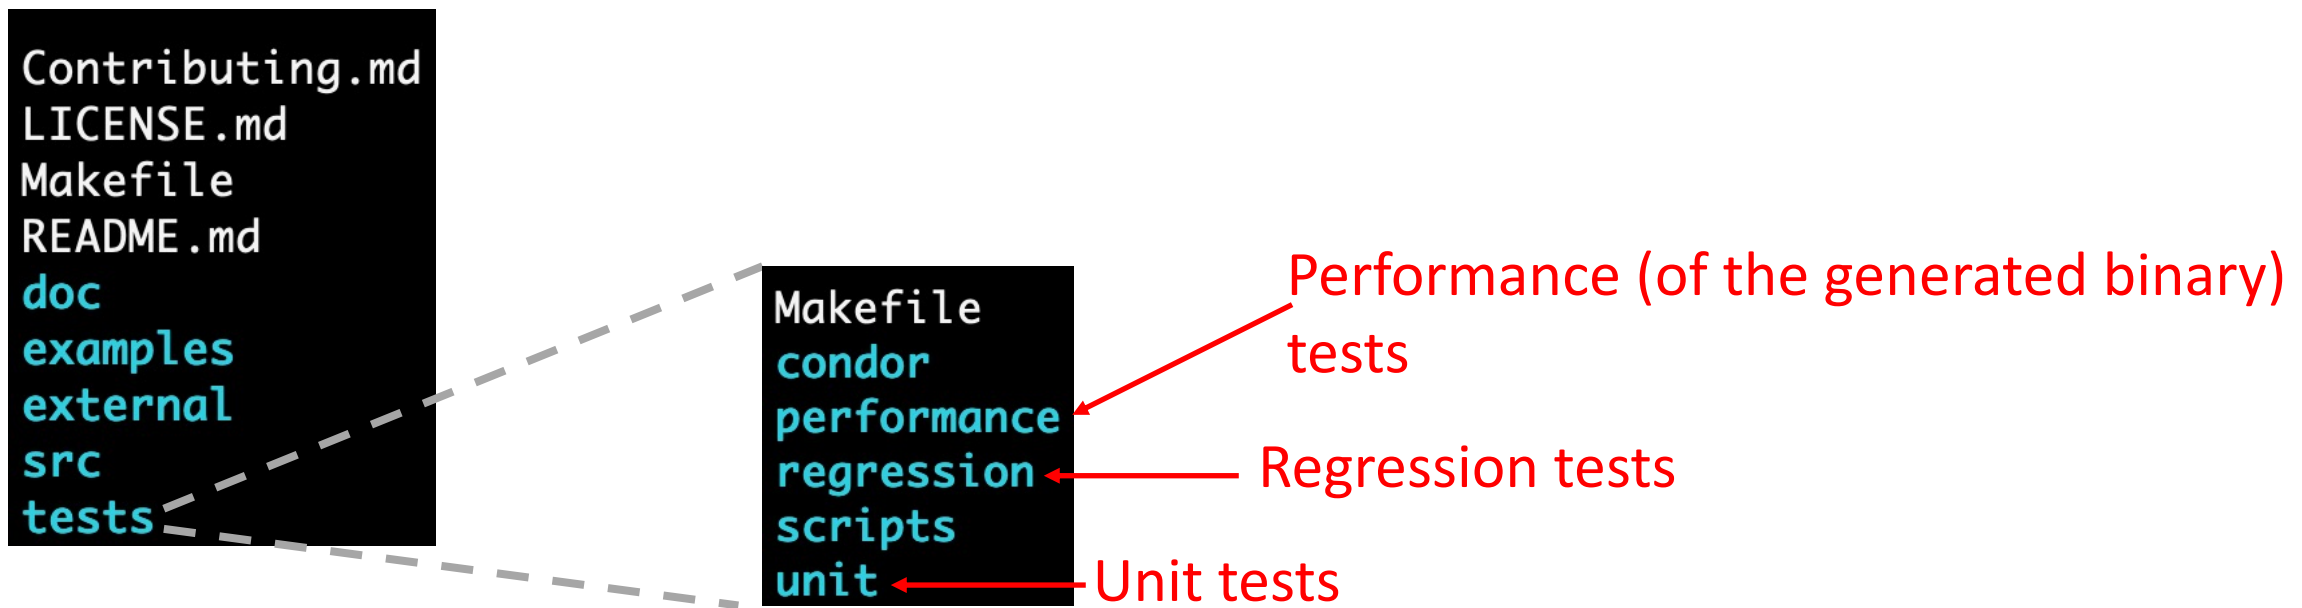 Contributing.md
LICENSE.md
Makefile
README.md
doc
examples
external
src
tests
Makefile
condor
performance
regression
scripts
unit
Performance (of the generated binary)
tests
Regression tests
Unit tests